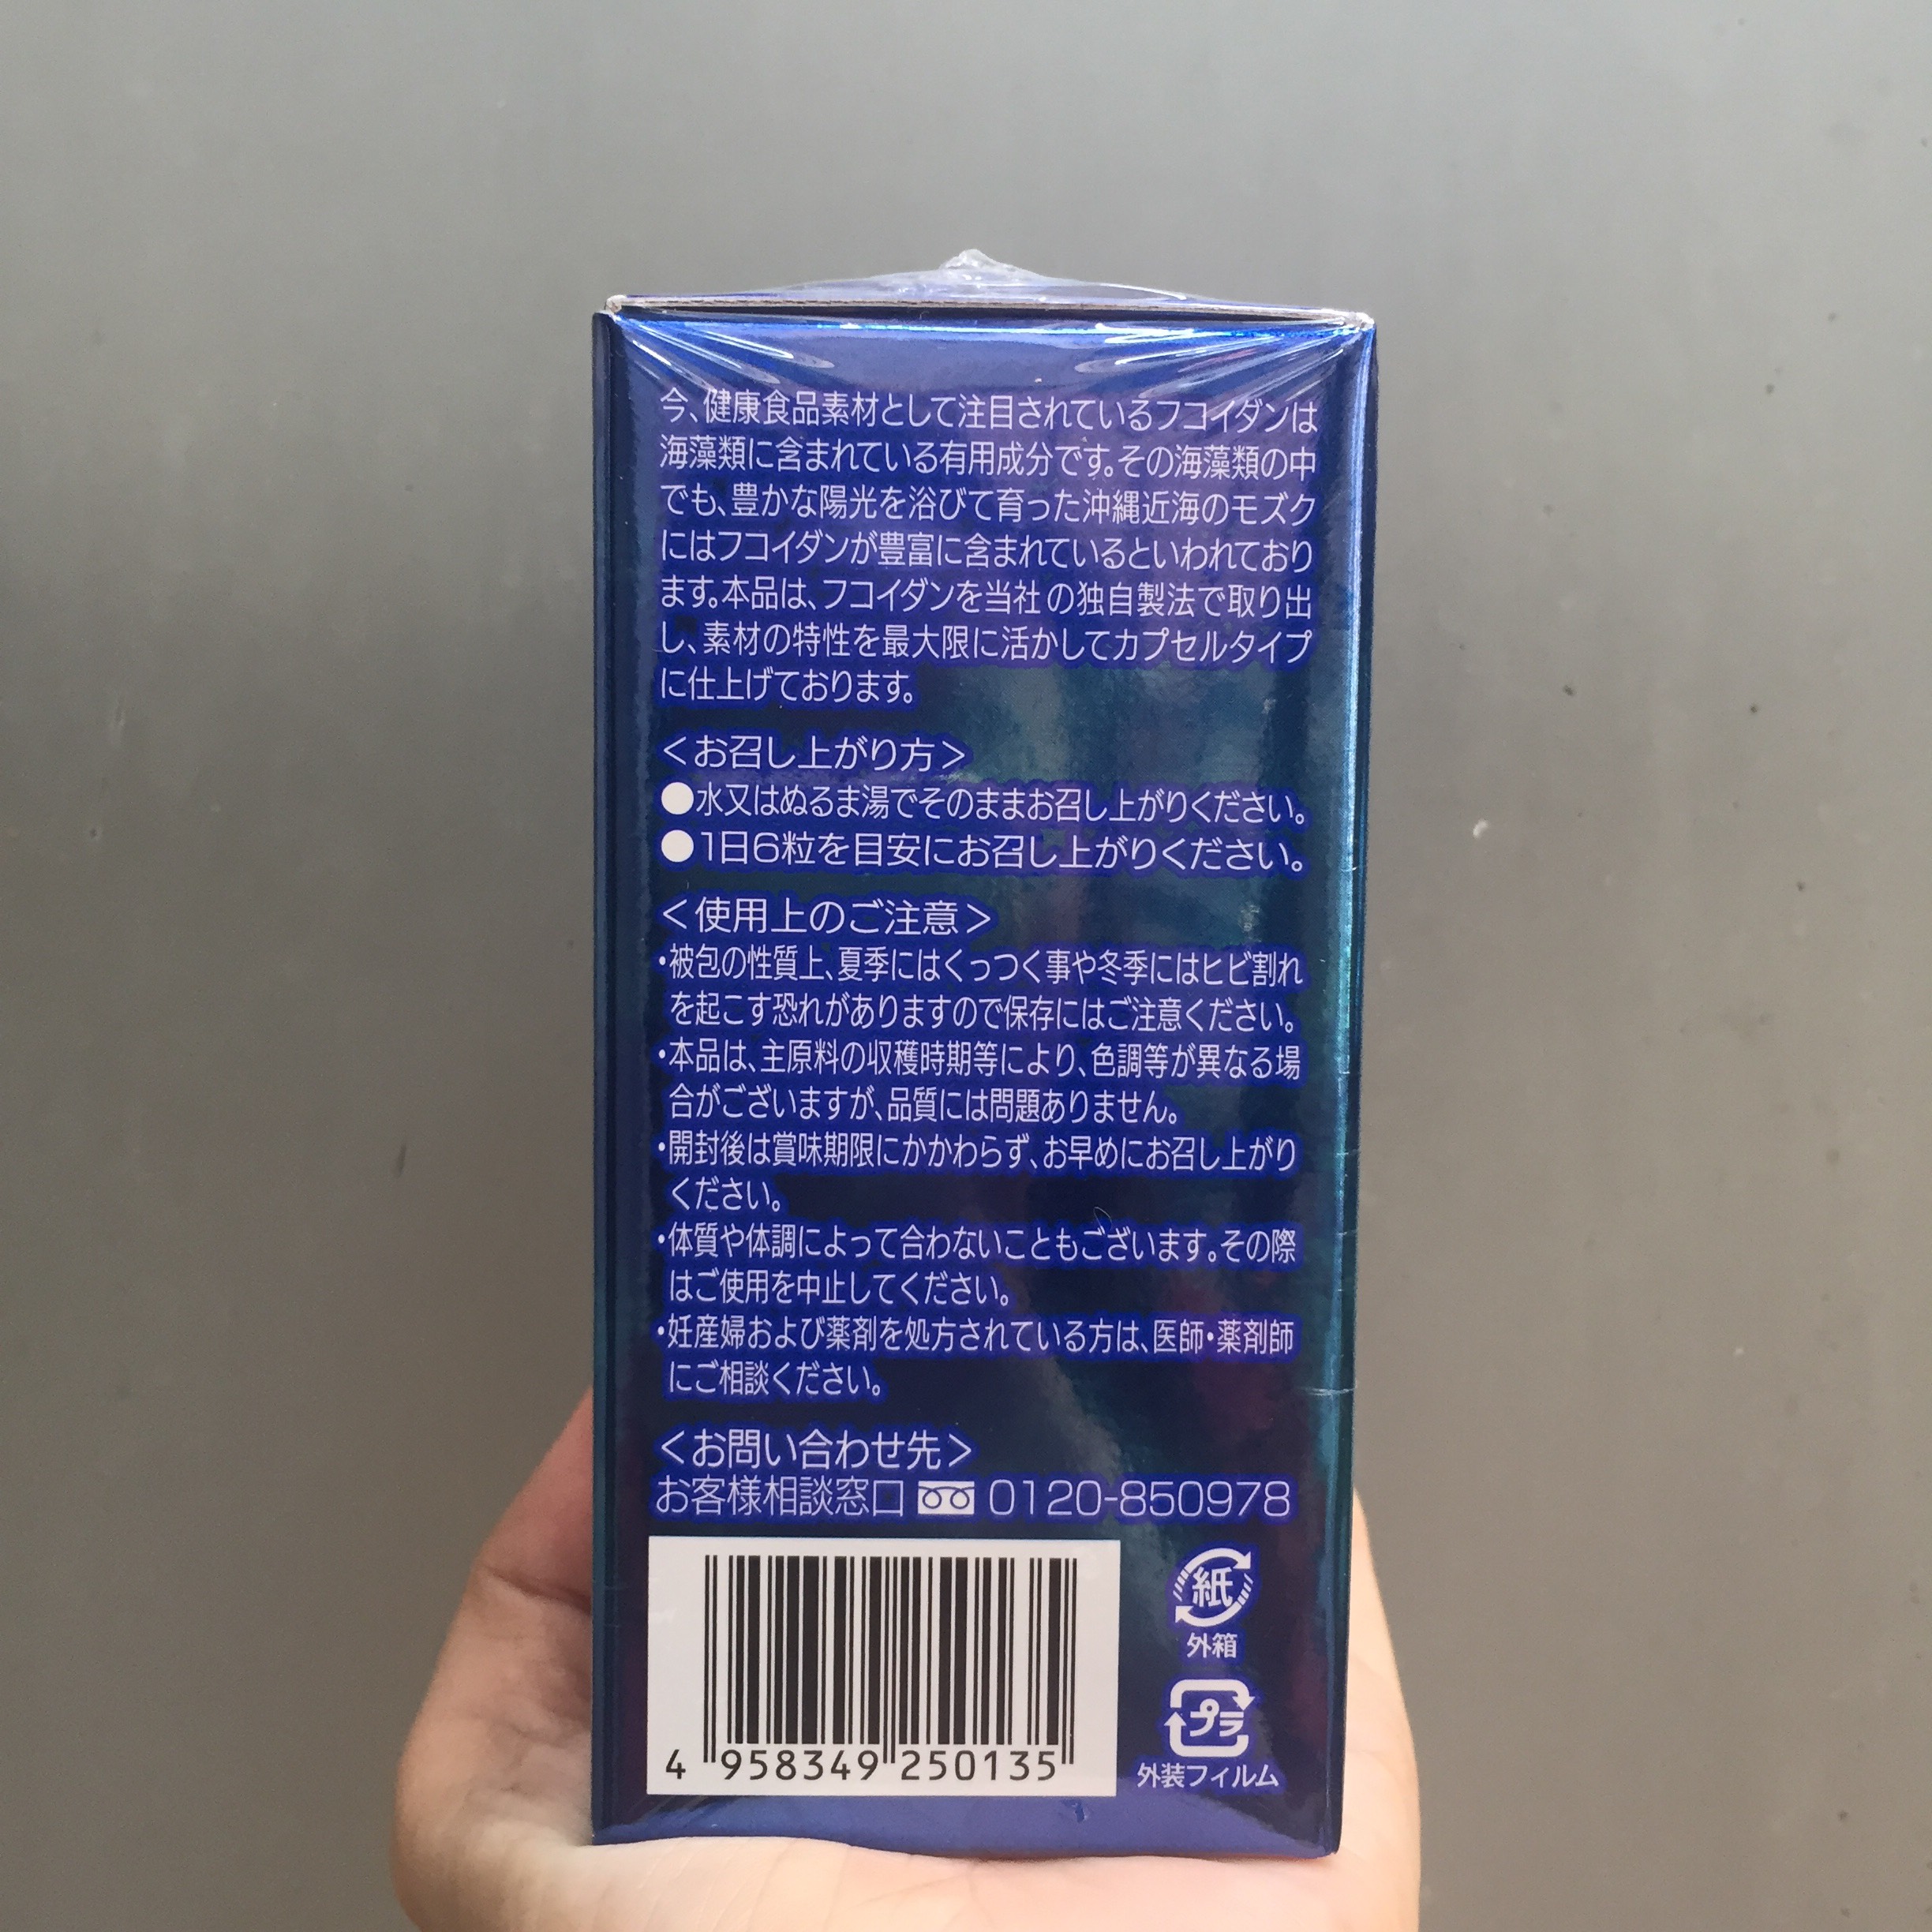 今、健康食品素材として注目されているフコイダンは
海藻類に含まれている有用成分です。その海藻類の中
でも、豊かな陽光を浴びて育った沖縄近海のモズク
にはフコイダンが豊富に含まれているといわれており
ます。本品は、フコイダンを当社の独自製法で取り出
し、素材の特性を最大限に活かしてカプセルタイプ
に仕上げております。
＜お召し上がり方＞
●水又はぬるま湯でそのままお召し上がりください。
●1日6粒を目安にお召し上がりください。
＜使用上のご注意＞
・被包の性質上、夏季にはくっつく事や冬季にはヒビ割れ
を起こす恐れがありますので保存にはご注意ください。
・本品は、主原料の収穫時期等により、色調等が異なる場
合がございますが、品質には問題ありません。
・開封後は賞味期限にかかわらず、お早めにお召し上がり
ください。
・体質や体調によって合わないこともございます。その際
はご使用を中止してください。
・妊産婦および薬剤を処方されている方は、医師・薬剤師
にご相談ください。
＜お問い合わせ先＞
お客様相談窓口 0120-850978
4 958349 250135
紙
外箱
プラ
外装フィルム